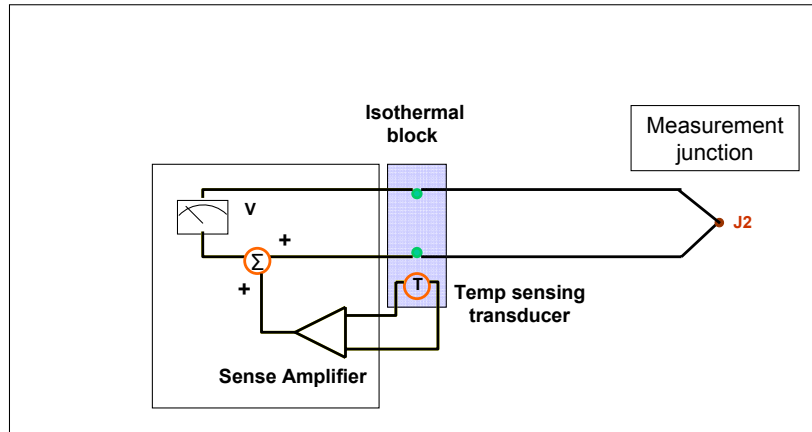 Isothermal
block
Measurement
junction
V
J2
+
Σ
+
T
Temp sensing
transducer
Sense Amplifier